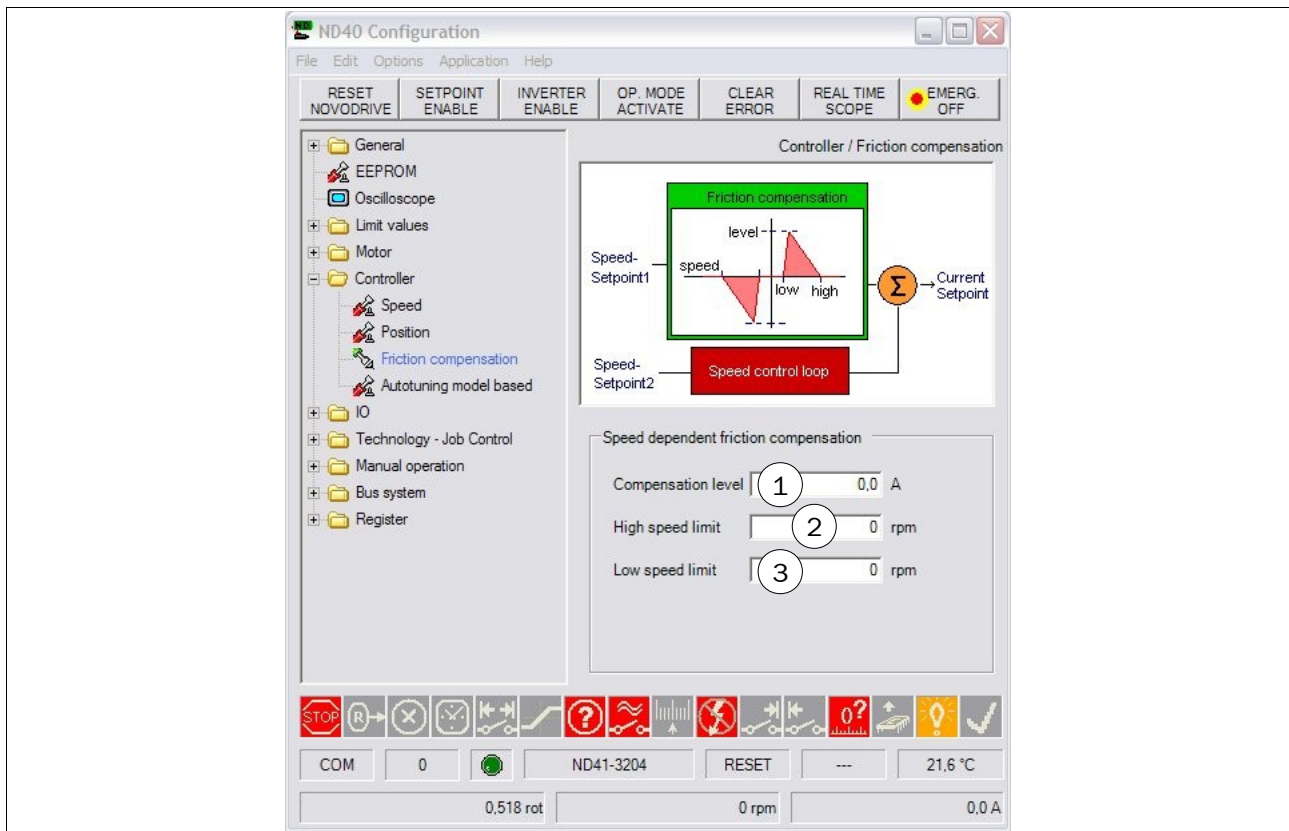 ND40 Configuration
File Edit Options Application Help
RESET NOVODRIVE
SETPOINT ENABLE
INVERTER ENABLE
OP. MODE ACTIVATE
CLEAR ERROR
REAL TIME SCOPE
EMERG. OFF
General
EEPROM
Oscilloscope
Limit values
Motor
Controller
Speed
Position
Friction compensation
Autotuning model based
IO
Technology - Job Control
Manual operation
Bus system
Register
Controller / Friction compensation
Friction compensation
level
speed
low high
Speed-
Setpoint1
Σ
Current
Setpoint
Speed-
Setpoint2
Speed control loop
Speed dependent friction compensation
Compensation level 1 0,0 A
High speed limit 2 0 rpm
Low speed limit 3 0 rpm
STOP R ? 0?
COM 0 ND41-3204 RESET --- 21,6 °C
0,518 rot 0 rpm 0,0 A